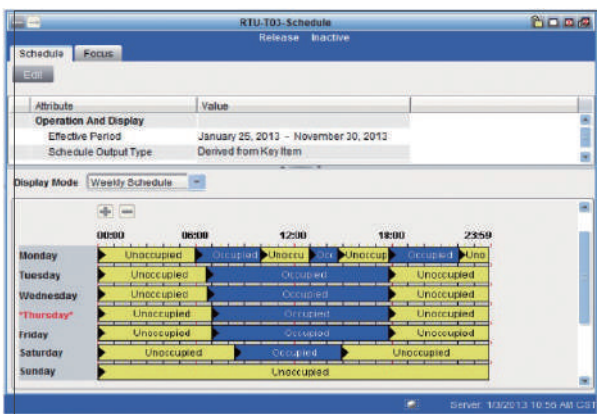 RTU-T03-Schedule
Release Inactive
Schedule Focus
Edit
Attribute Value
Operation And Display
Effective Period January 25, 2013 - November 30, 2013
Schedule Output Type Derived from Key Item
Display Mode Weekly Schedule
00:00 06:00 12:00 18:00 23:59
Monday Unoccupied Occupied Unoccu Occ Unoccup Occupied Uno
Tuesday Unoccupied Occupied Unoccupied
Wednesday Unoccupied Occupied Unoccupied
*Thursday* Unoccupied Occupied Unoccupied
Friday Unoccupied Occupied Unoccupied
Saturday Unoccupied Occupied Unoccupied
Sunday Unoccupied
Server: 1/3/2013 10:56 AM CST